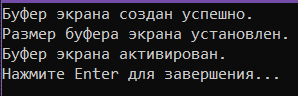 Буфер экрана создан успешно.
Размер буфера экрана установлен.
Буфер экрана активирован.
Нажмите Enter для завершения...